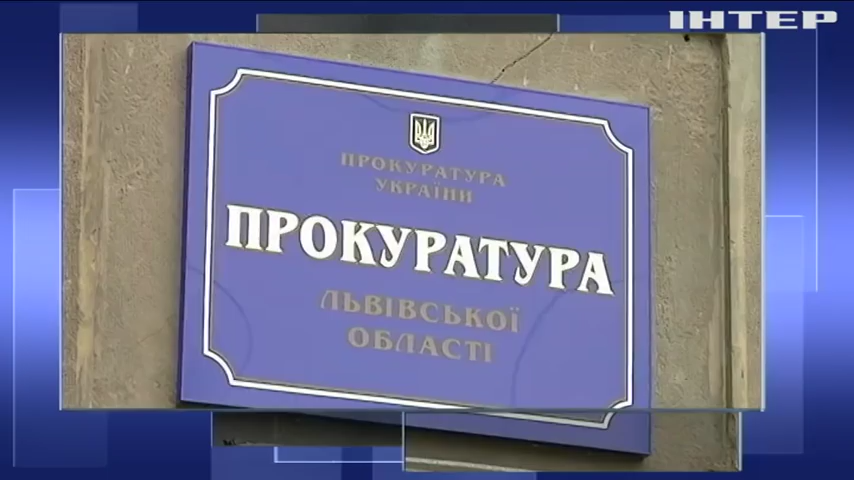 ІНТЕР
ПРОКУРАТУРА
УКРАЇНИ
ПРОКУРАТУРА
ЛЬВІВСЬКОЇ
ОБЛАСТІ